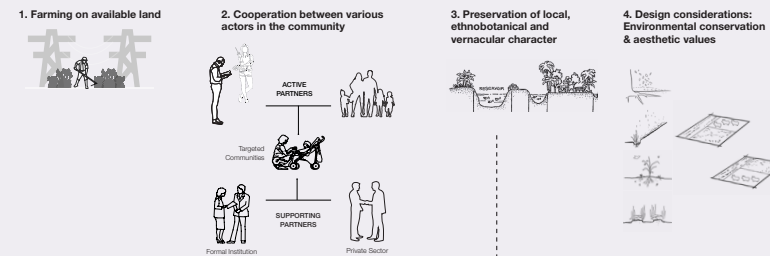 1. Farming on available land
2. Cooperation between various
actors in the community
ACTIVE
PARTNERS
Targeted
Communities
SUPPORTING
PARTNERS
Formal Institution
Private Sector
3. Preservation of local,
ethnobotanical and
vernacular character
RESERVOIR
4. Design considerations:
Environmental conservation
& aesthetic values